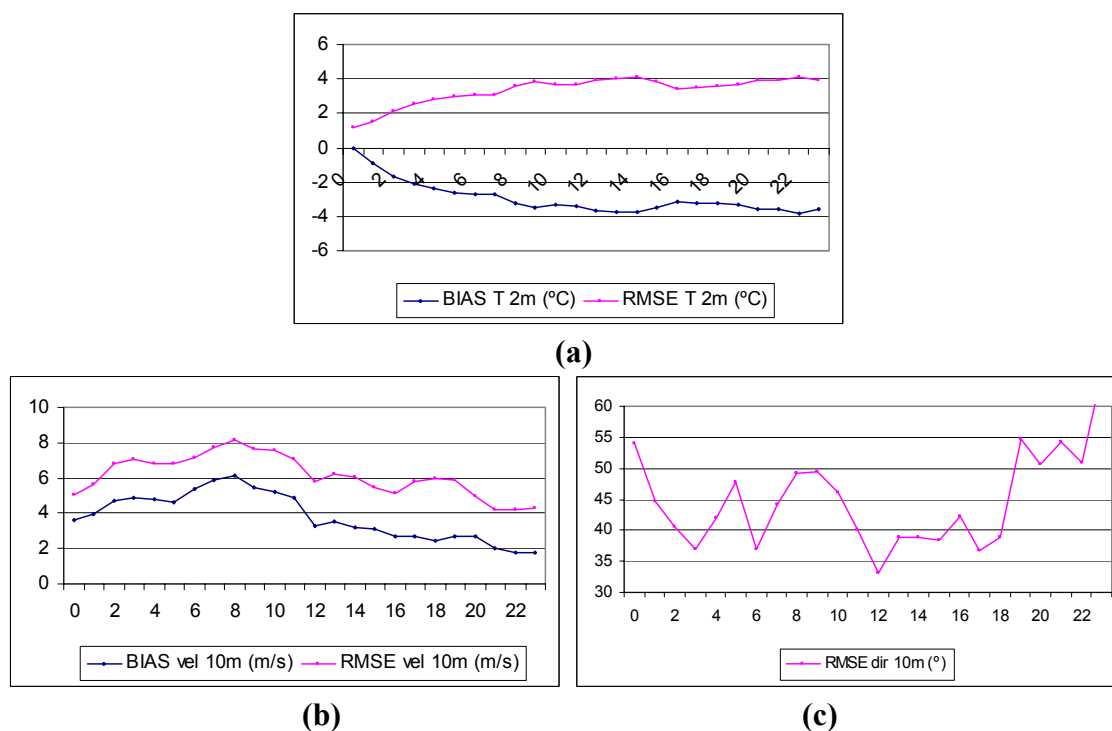 6
4
2
0
-2
-4
-6
0 2 4 6 8 10 12 14 16 18 20 22
BIAS T 2m (ºC) RMSE T 2m (ºC)
(a)
10
8
6
4
2
0
0 2 4 6 8 10 12 14 16 18 20 22
BIAS vel 10m (m/s) RMSE vel 10m (m/s)
(b)
60
55
50
45
40
35
30
0 2 4 6 8 10 12 14 16 18 20 22
RMSE dir 10m (º)
(c)